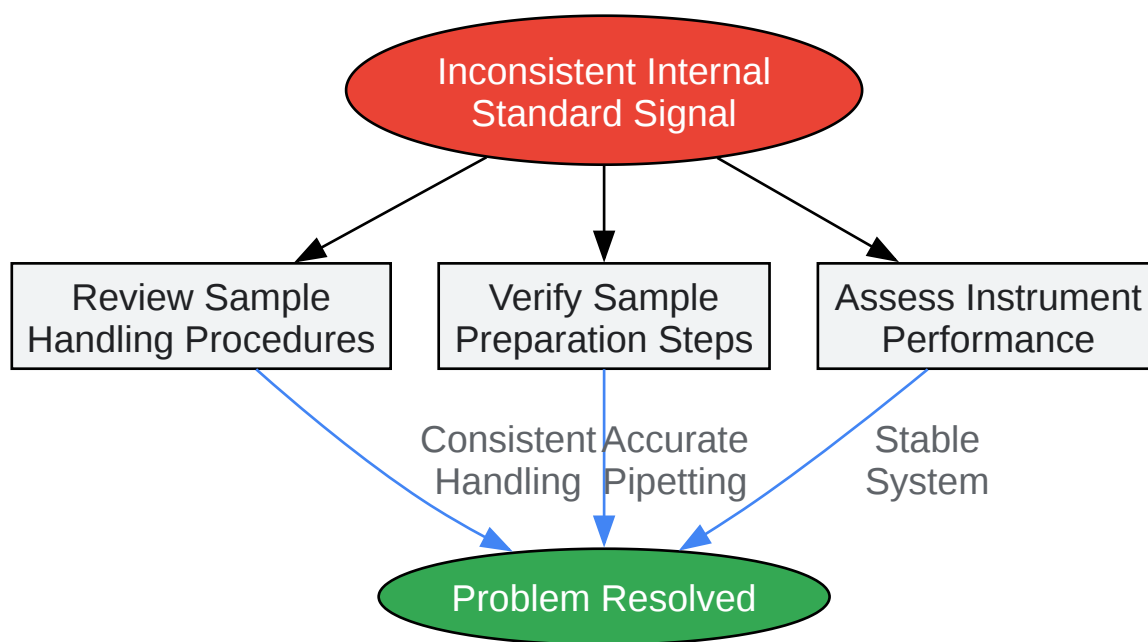 Inconsistent Internal
Standard Signal
Review Sample
Handling Procedures
Verify Sample
Preparation Steps
Assess Instrument
Performance
Consistent
Handling
Accurate
Pipetting
Stable
System
Problem Resolved